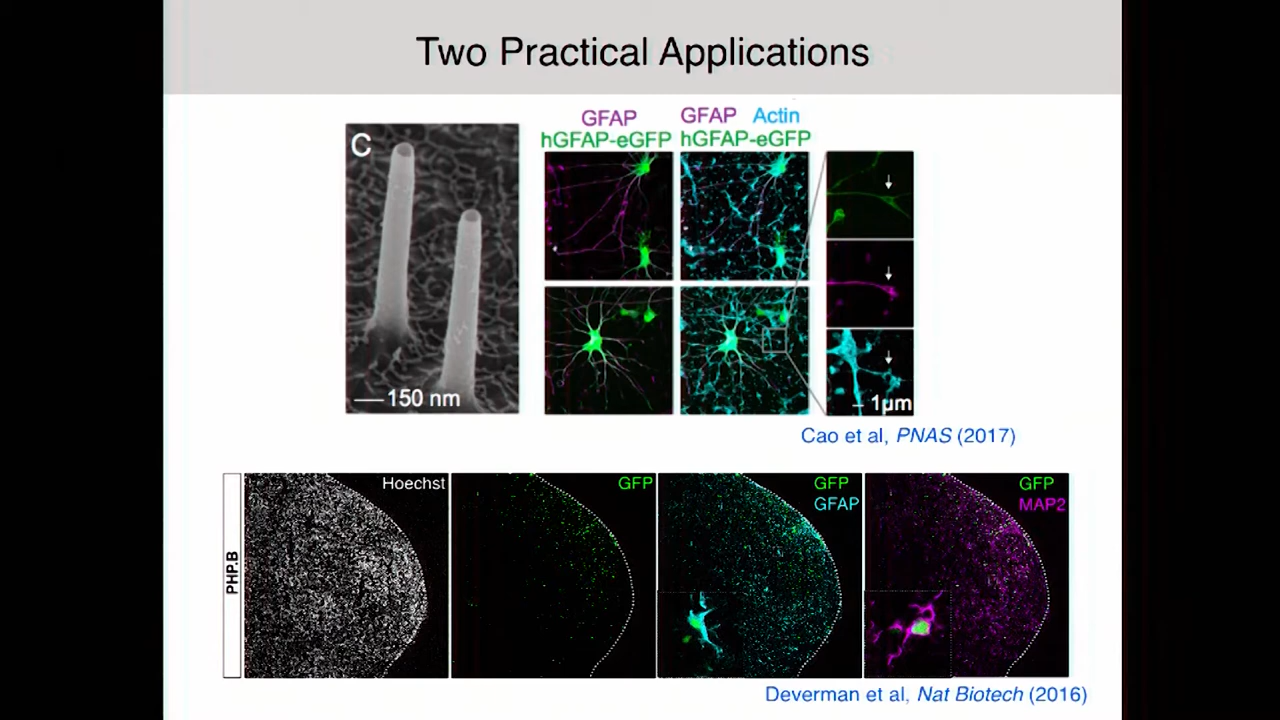 Two Practical Applications
C
150 nm
GFAP
hGFAP-eGFP
GFAP Actin
hGFAP-eGFP
1µm
Cao et al, PNAS (2017)
PHP.B
Hoechst
GFP
GFP
GFAP
GFP
MAP2
Deverman et al, Nat Biotech (2016)